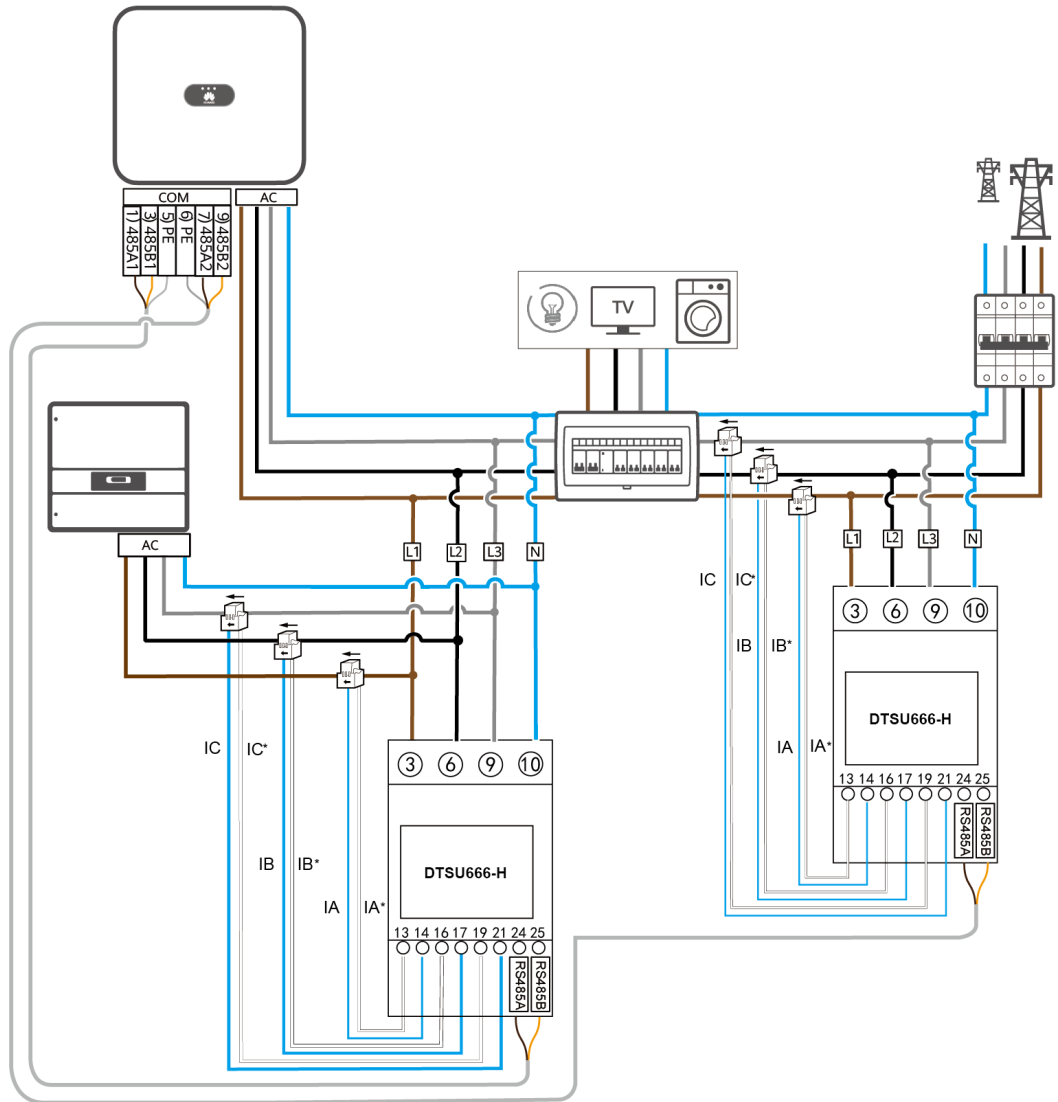 COM
AC
1) 485A1
3) 485B1
5) PE
6) PE
7) 485A2
9) 485B2
TV
AC
L1
L2
L3
N
L1
L2
L3
N
IC
IC*
IB
IB*
IA
IA*
3
6
9
10
DTSU666-H
13 14 16 17 19 21 24 25
RS485A
RS485B
IC
IC*
IB
IB*
IA
IA*
3
6
9
10
DTSU666-H
13 14 16 17 19 21 24 25
RS485A
RS485B